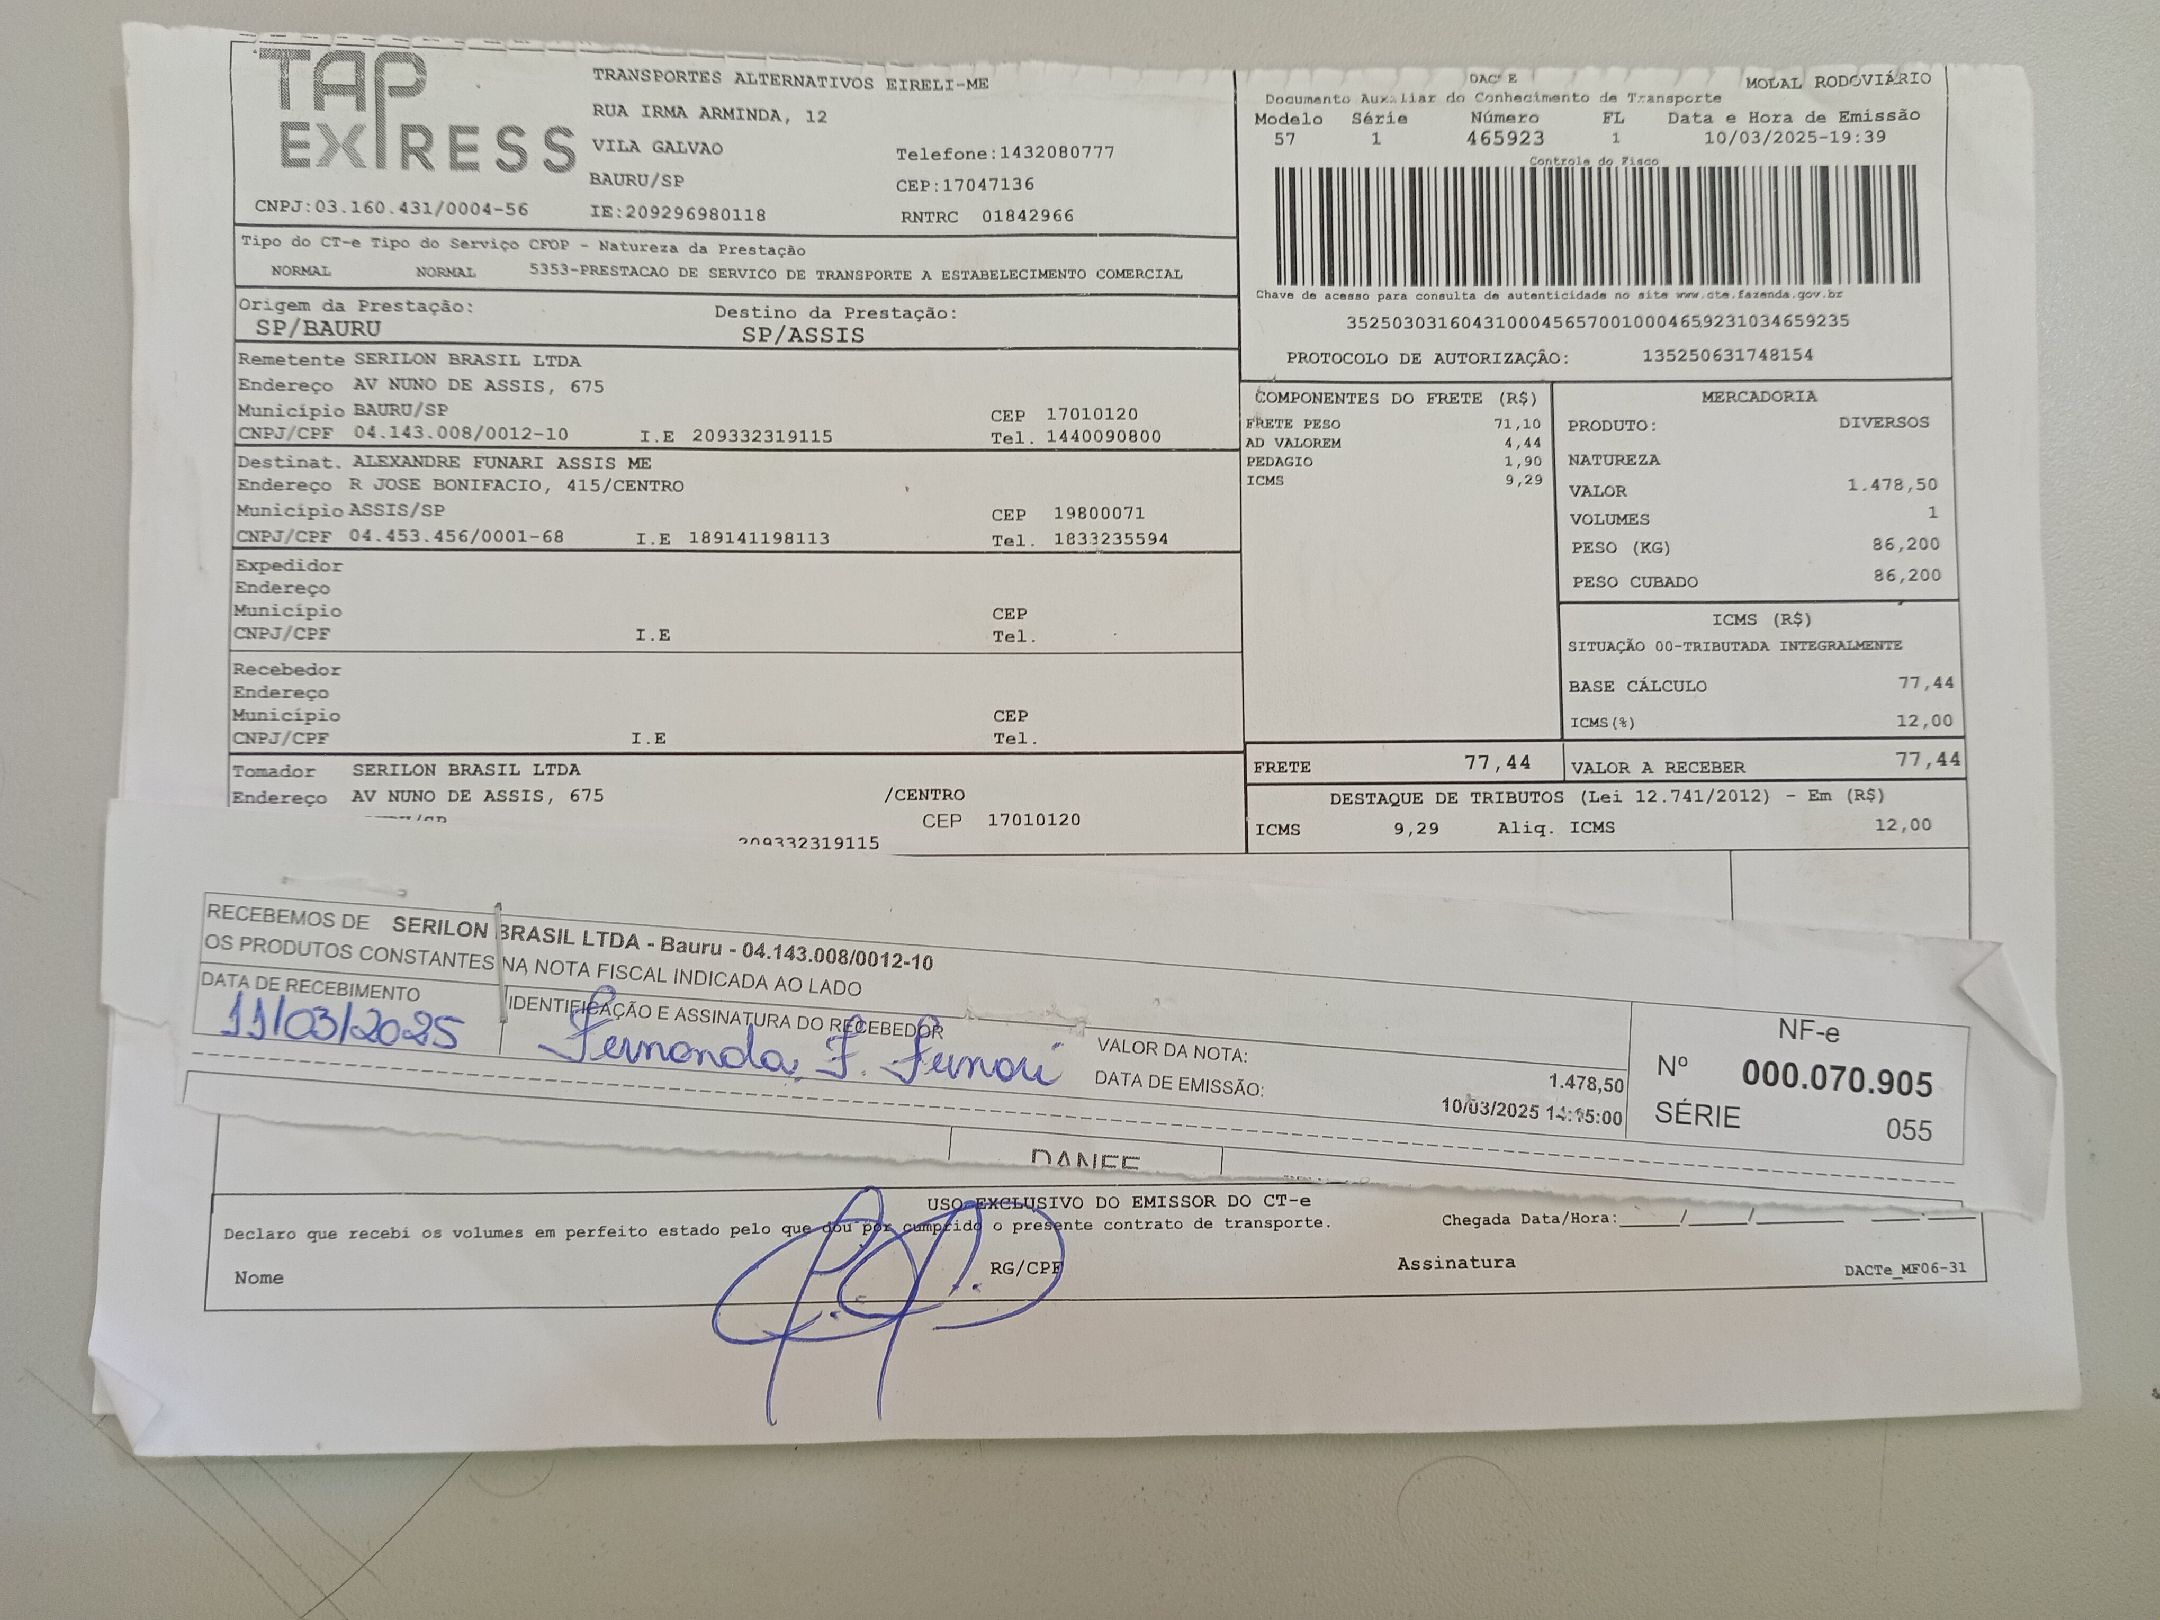 TAP EXPRESS
TRANSPORTES ALTERNATIVOS EIRELI-ME
RUA IRMA ARMINDA, 12
VILA GALVAO Telefone:1432080777
BAURU/SP CEP:17047136
CNPJ:03.160.431/0004-56 IE:209296980118 RNTRC 01842966
MODAL RODOVIÁRIO
Documento Auxiliar do Conhecimento de Transporte
Modelo Série Número FL Data e Hora de Emissão
57 1 465923 1 10/03/2025-19:39
Controle do Fisco
Chave de acesso para consulta de autenticidade no site www.cte.fazenda.gov.br
35250303160431000456570010004659231034659235
PROTOCOLO DE AUTORIZAÇÃO: 135250631748154
Tipo do CT-e Tipo do Serviço CFOP - Natureza da Prestação
NORMAL NORMAL 5353-PRESTACAO DE SERVICO DE TRANSPORTE A ESTABELECIMENTO COMERCIAL
Origem da Prestação: Destino da Prestação:
SP/BAURU SP/ASSIS
Remetente SERILON BRASIL LTDA
Endereço AV NUNO DE ASSIS, 675
Município BAURU/SP CEP 17010120
CNPJ/CPF 04.143.008/0012-10 I.E 209332319115 Tel. 1440090800
Destinat. ALEXANDRE FUNARI ASSIS ME
Endereço R JOSE BONIFACIO, 415/CENTRO
Município ASSIS/SP CEP 19800071
CNPJ/CPF 04.453.456/0001-68 I.E 189141198113 Tel. 1833235594
Expedidor
Endereço
Município CEP
CNPJ/CPF I.E Tel.
Recebedor
Endereço
Município CEP
CNPJ/CPF I.E Tel.
Tomador SERILON BRASIL LTDA
Endereço AV NUNO DE ASSIS, 675 /CENTRO
CEP 17010120
209332319115
COMPONENTES DO FRETE (R$)
FRETE PESO 71,10
AD VALOREM 4,44
PEDAGIO 1,90
ICMS 9,29
MERCADORIA
PRODUTO: DIVERSOS
NATUREZA
VALOR 1.478,50
VOLUMES 1
PESO (KG) 86,200
PESO CUBADO 86,200
ICMS (R$)
SITUAÇÃO 00-TRIBUTADA INTEGRALMENTE
BASE CÁLCULO 77,44
ICMS(%) 12,00
FRETE 77,44 VALOR A RECEBER 77,44
DESTAQUE DE TRIBUTOS (Lei 12.741/2012) - Em (R$)
ICMS 9,29 Aliq. ICMS 12,00
RECEBEMOS DE SERILON BRASIL LTDA - Bauru - 04.143.008/0012-10
OS PRODUTOS CONSTANTES NA NOTA FISCAL INDICADA AO LADO
DATA DE RECEBIMENTO IDENTIFICAÇÃO E ASSINATURA DO RECEBEDOR
11/03/2025 Fernanda F. Funari
VALOR DA NOTA: 1.478,50
DATA DE EMISSÃO: 10/03/2025 14:15:00
NF-e
Nº 000.070.905
SÉRIE 055
DANFE
USO EXCLUSIVO DO EMISSOR DO CT-e
Declaro que recebi os volumes em perfeito estado pelo que dou por cumprido o presente contrato de transporte.
Chegada Data/Hora:_____/_____/_______ ____:____
Nome RG/CPF Assinatura
DACTe_MF06-31